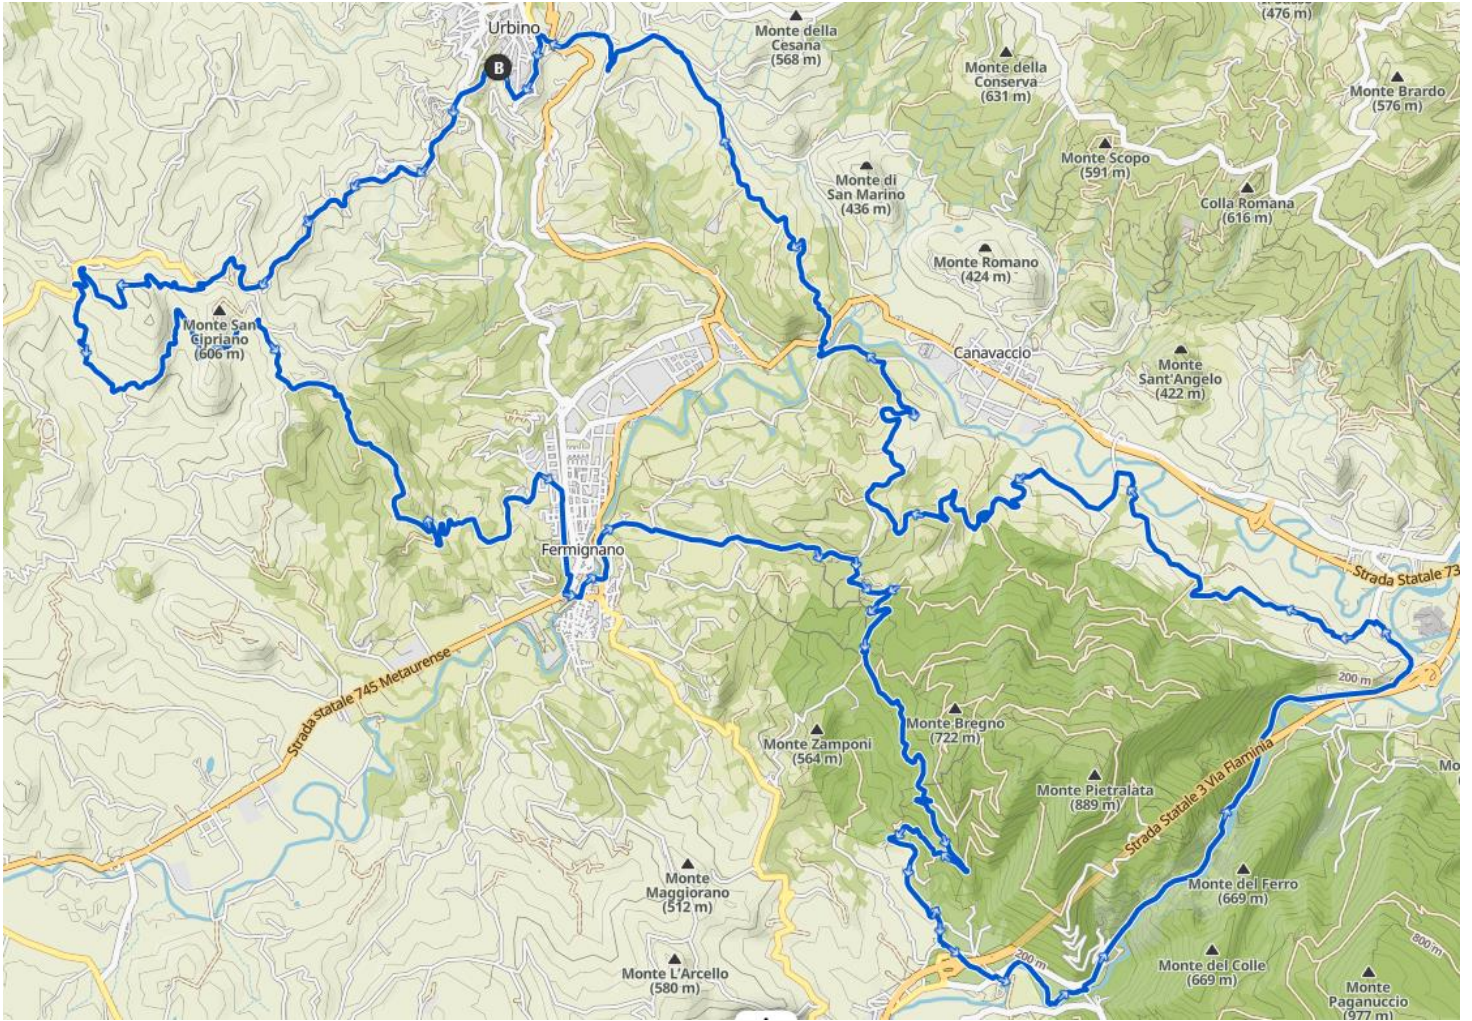 (476 m)
Urbino
B
Monte della
Cesana
(568 m)
Monte della
Conserva
(631 m)
Monte Brardo
(576 m)
Monte Scopo
(591 m)
Monte di
San Marino
(436 m)
Colla Romana
(616 m)
Monte Romano
(424 m)
Monte San
Cipriano
(606 m)
Canavaccio
Monte
Sant'Angelo
(422 m)
Fermignano
Strada Statale 73
Strada Statale 745 Metaurense
200 m
Monte Bregno
(722 m)
Monte Zamponi
(564 m)
Monte Pietralata
(889 m)
Strada Statale 3 Via Flaminia
Mo
Monte
Maggiorano
(512 m)
Monte del Ferro
(669 m)
800 m
200 m
Monte L'Arcello
(580 m)
Monte del Colle
(669 m)
Monte
Paganuccio
(977 m)